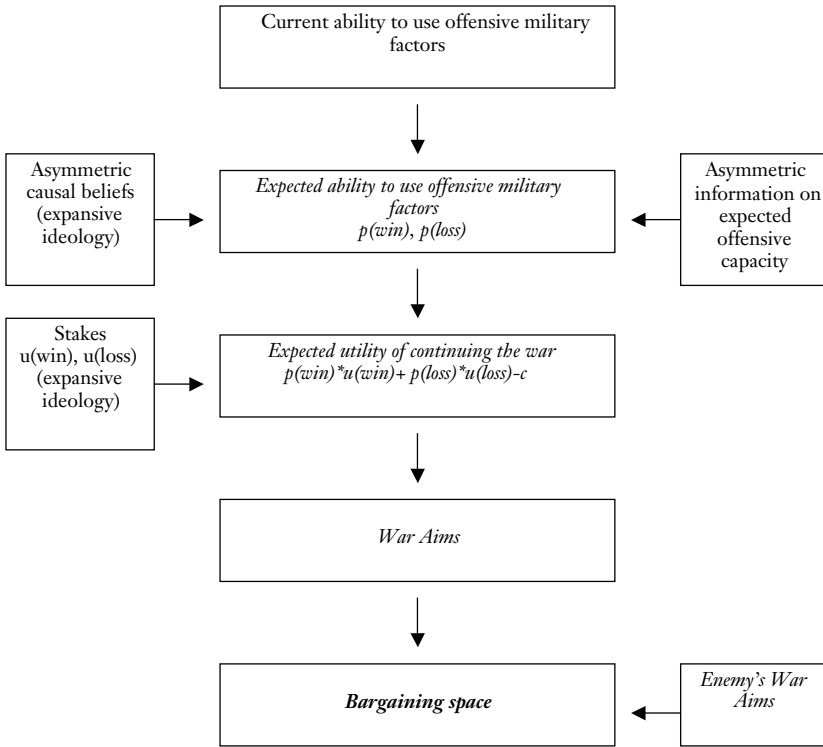 Current ability to use offensive military
factors
Asymmetric
causal beliefs
(expansive
ideology)
Expected ability to use offensive military
factors
p(win), p(loss)
Asymmetric
information on
expected
offensive
capacity
Stakes
u(win), u(loss)
(expansive
ideology)
Expected utility of continuing the war
p(win)*u(win)+ p(loss)*u(loss)-c
War Aims
Bargaining space
Enemy's War
Aims